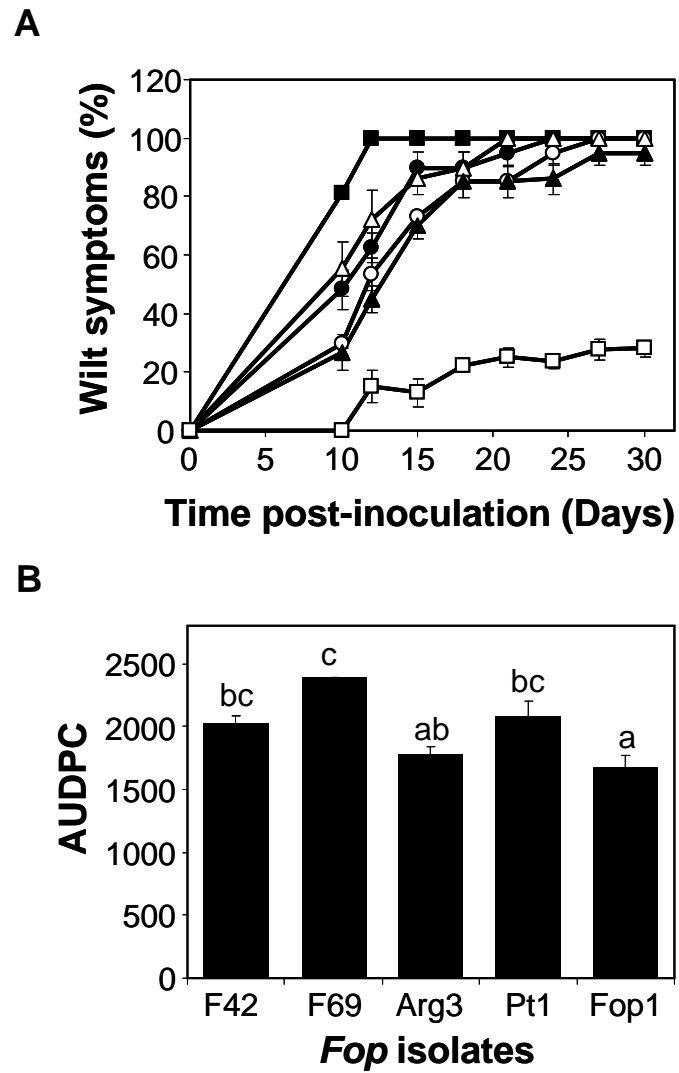 A
120
100
80
60
40
20
0
Wilt symptoms (%)
0 5 10 15 20 25 30
Time post-inoculation (Days)
B
2500
2000
1500
1000
500
0
AUDPC
bc c ab bc a
F42 F69 Arg3 Pt1 Fop1
Fop isolates